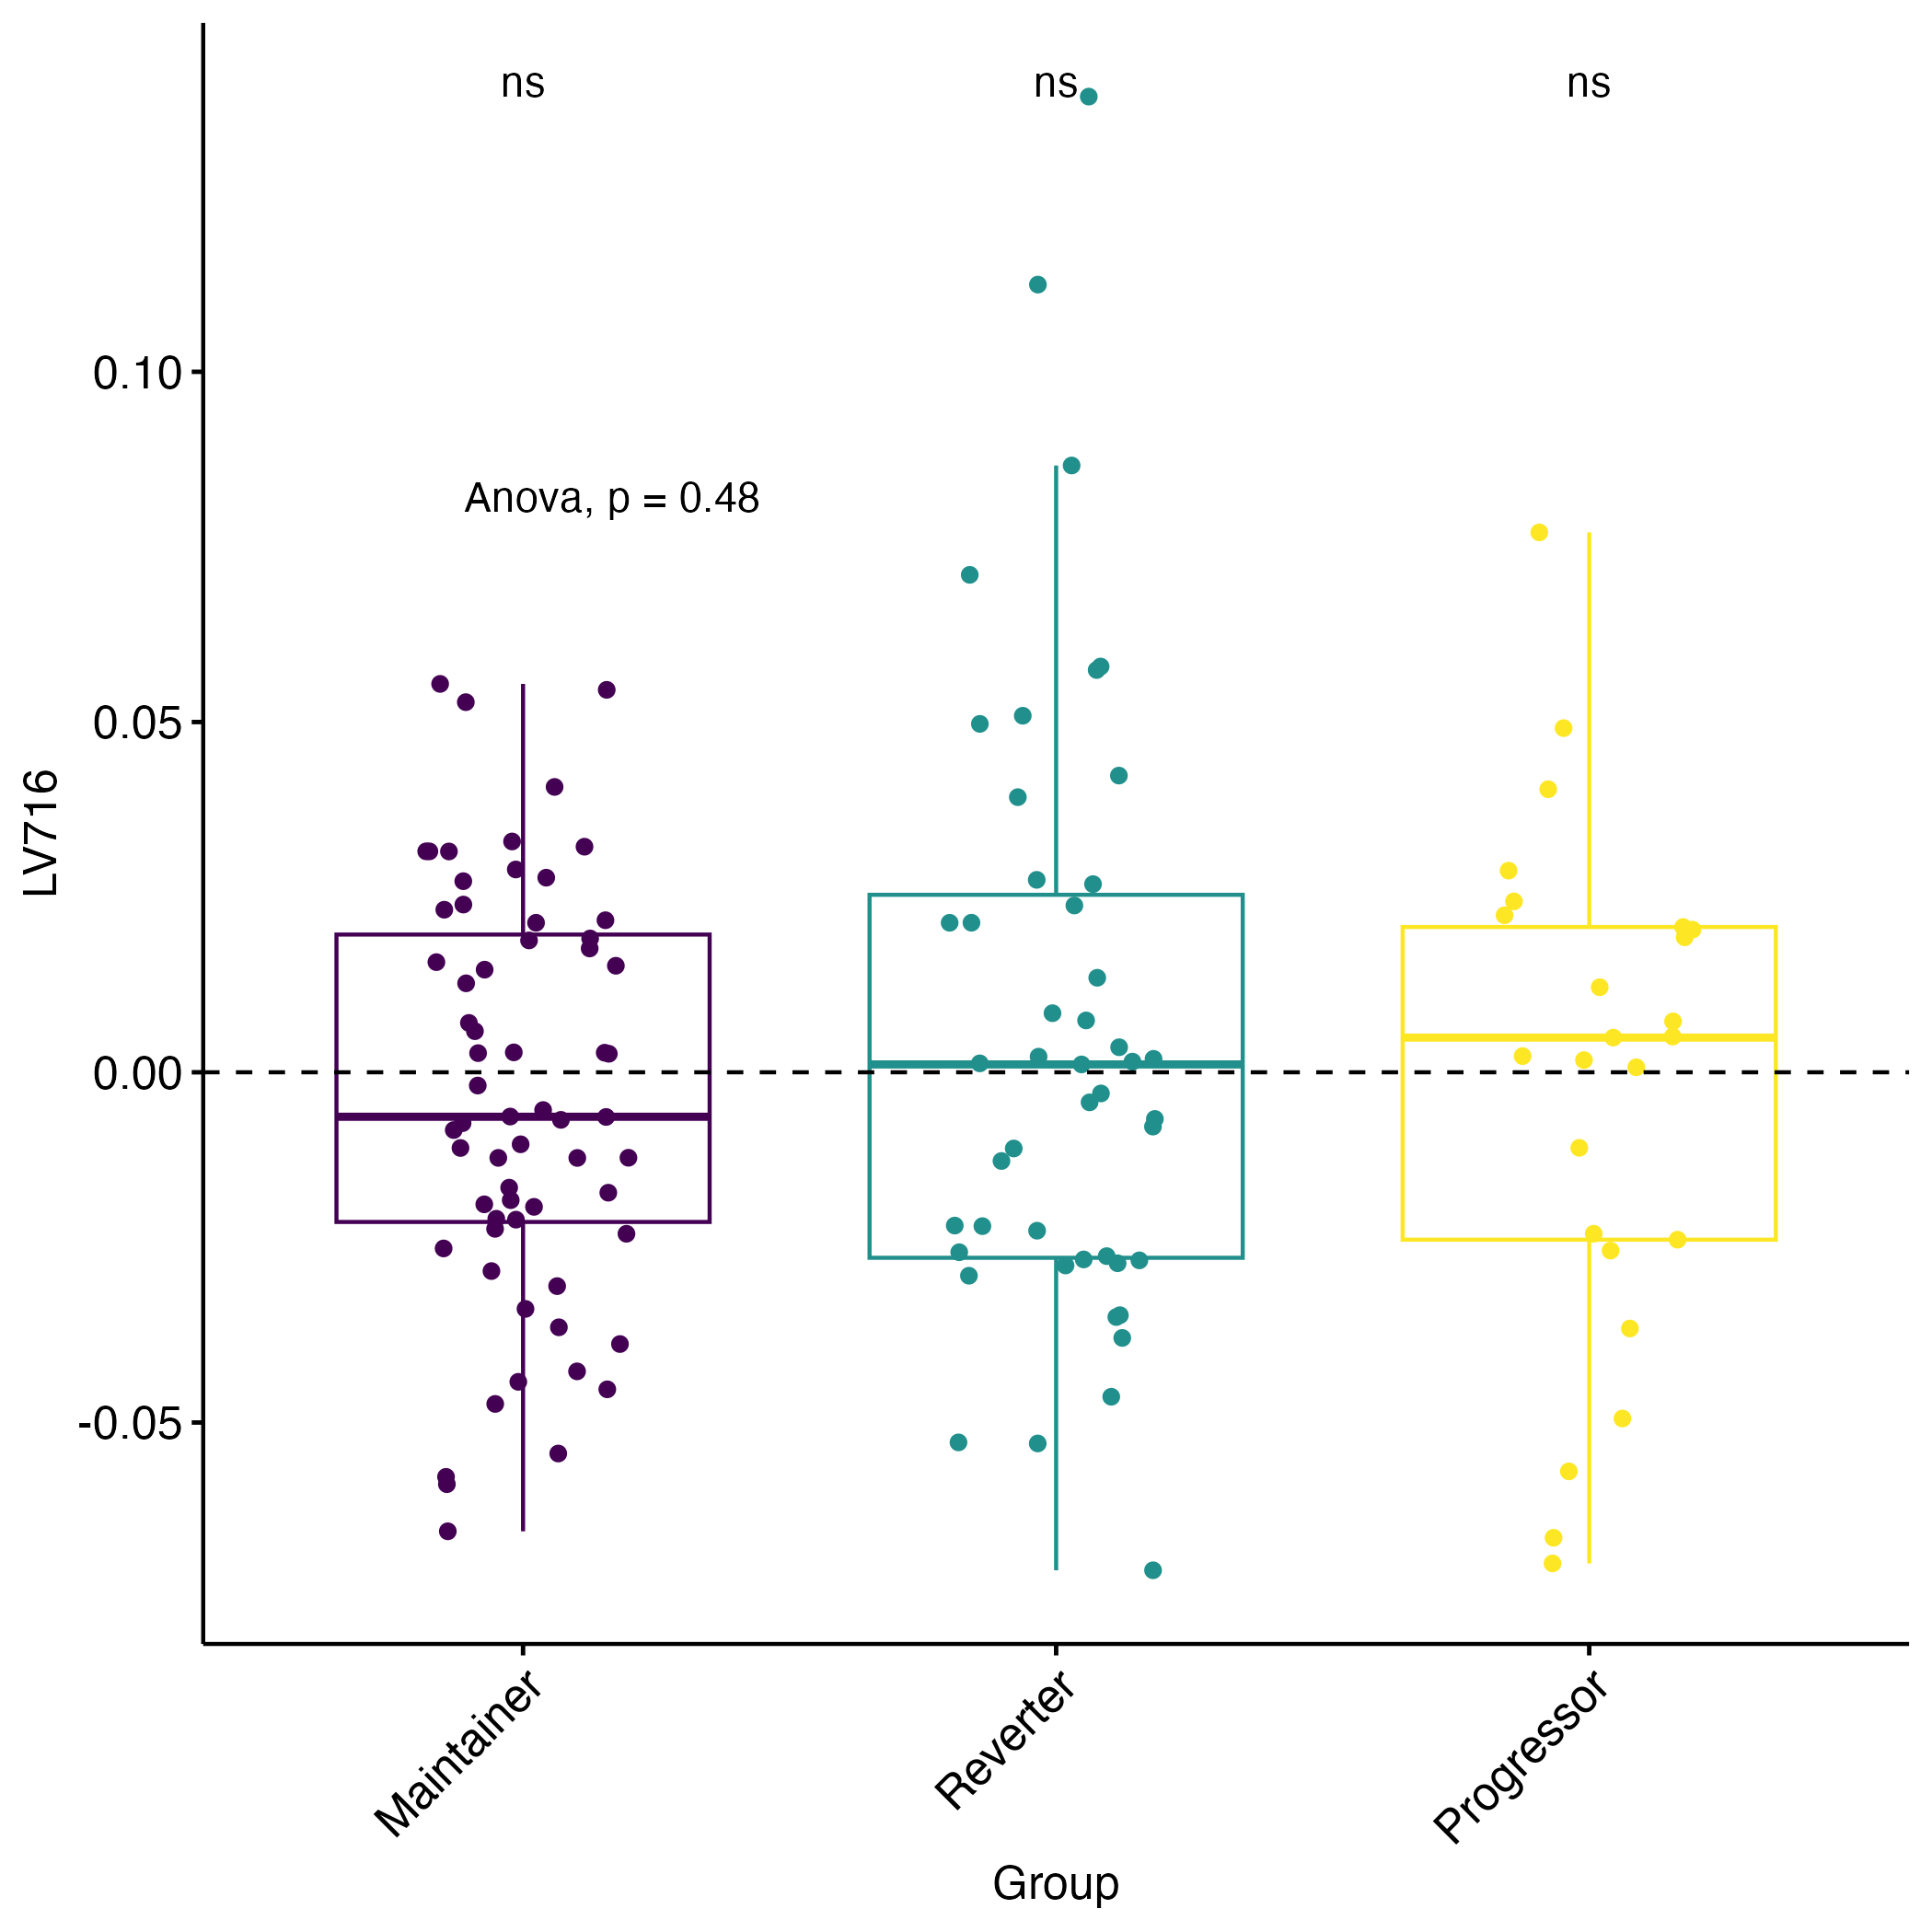 ns ns ns
Anova, p = 0.48
LV716
0.10
0.05
0.00
-0.05
Maintainer Reverter Progressor
Group